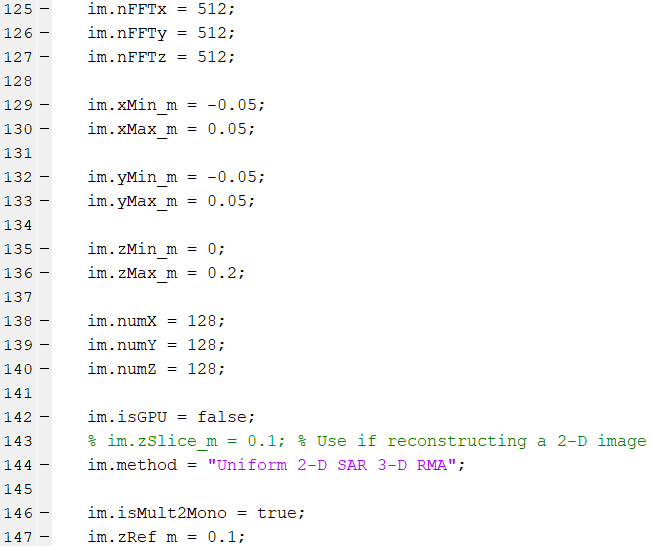 125 – im.nFFTx = 512;
126 – im.nFFTy = 512;
127 – im.nFFTz = 512;
128
129 – im.xMin_m = -0.05;
130 – im.xMax_m = 0.05;
131
132 – im.yMin_m = -0.05;
133 – im.yMax_m = 0.05;
134
135 – im.zMin_m = 0;
136 – im.zMax_m = 0.2;
137
138 – im.numX = 128;
139 – im.numY = 128;
140 – im.numZ = 128;
141
142 – im.isGPU = false;
143 % im.zSlice_m = 0.1; % Use if reconstructing a 2-D image
144 – im.method = "Uniform 2-D SAR 3-D RMA";
145
146 – im.isMult2Mono = true;
147 – im.zRef_m = 0.1;